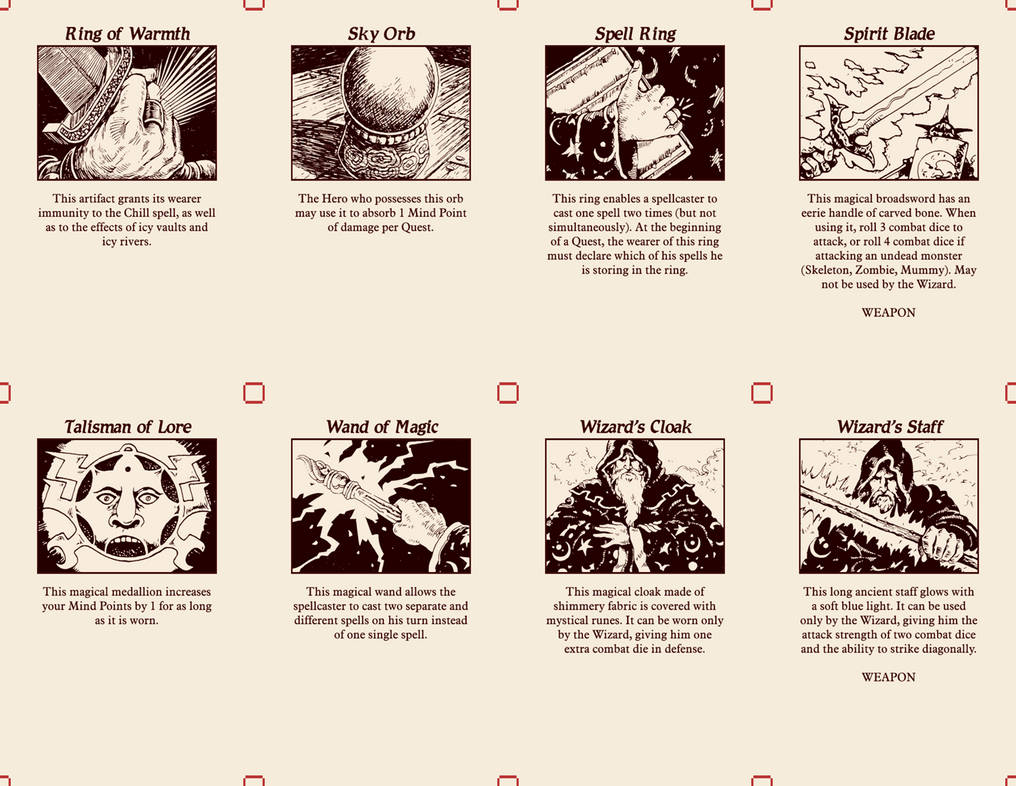 Ring of Warmth
This artifact grants its wearer
immunity to the Chill spell, as well
as to the effects of icy vaults and
icy rivers.
Sky Orb
The Hero who possesses this orb
may use it to absorb 1 Mind Point
of damage per Quest.
Spell Ring
This ring enables a spellcaster to
cast one spell two times (but not
simultaneously). At the beginning
of a Quest, the wearer of this ring
must declare which of his spells he
is storing in the ring.
Spirit Blade
This magical broadsword has an
eerie handle of carved bone. When
using it, roll 3 combat dice to
attack, or roll 4 combat dice if
attacking an undead monster
(Skeleton, Zombie, Mummy). May
not be used by the Wizard.
WEAPON
Talisman of Lore
This magical medallion increases
your Mind Points by 1 for as long
as it is worn.
Wand of Magic
This magical wand allows the
spellcaster to cast two separate and
different spells on his turn instead
of one single spell.
Wizard's Cloak
This magical cloak made of
shimmery fabric is covered with
mystical runes. It can be worn only
by the Wizard, giving him one
extra combat die in defense.
Wizard's Staff
This long ancient staff glows with
a soft blue light. It can be used
only by the Wizard, giving him the
attack strength of two combat dice
and the ability to strike diagonally.
WEAPON